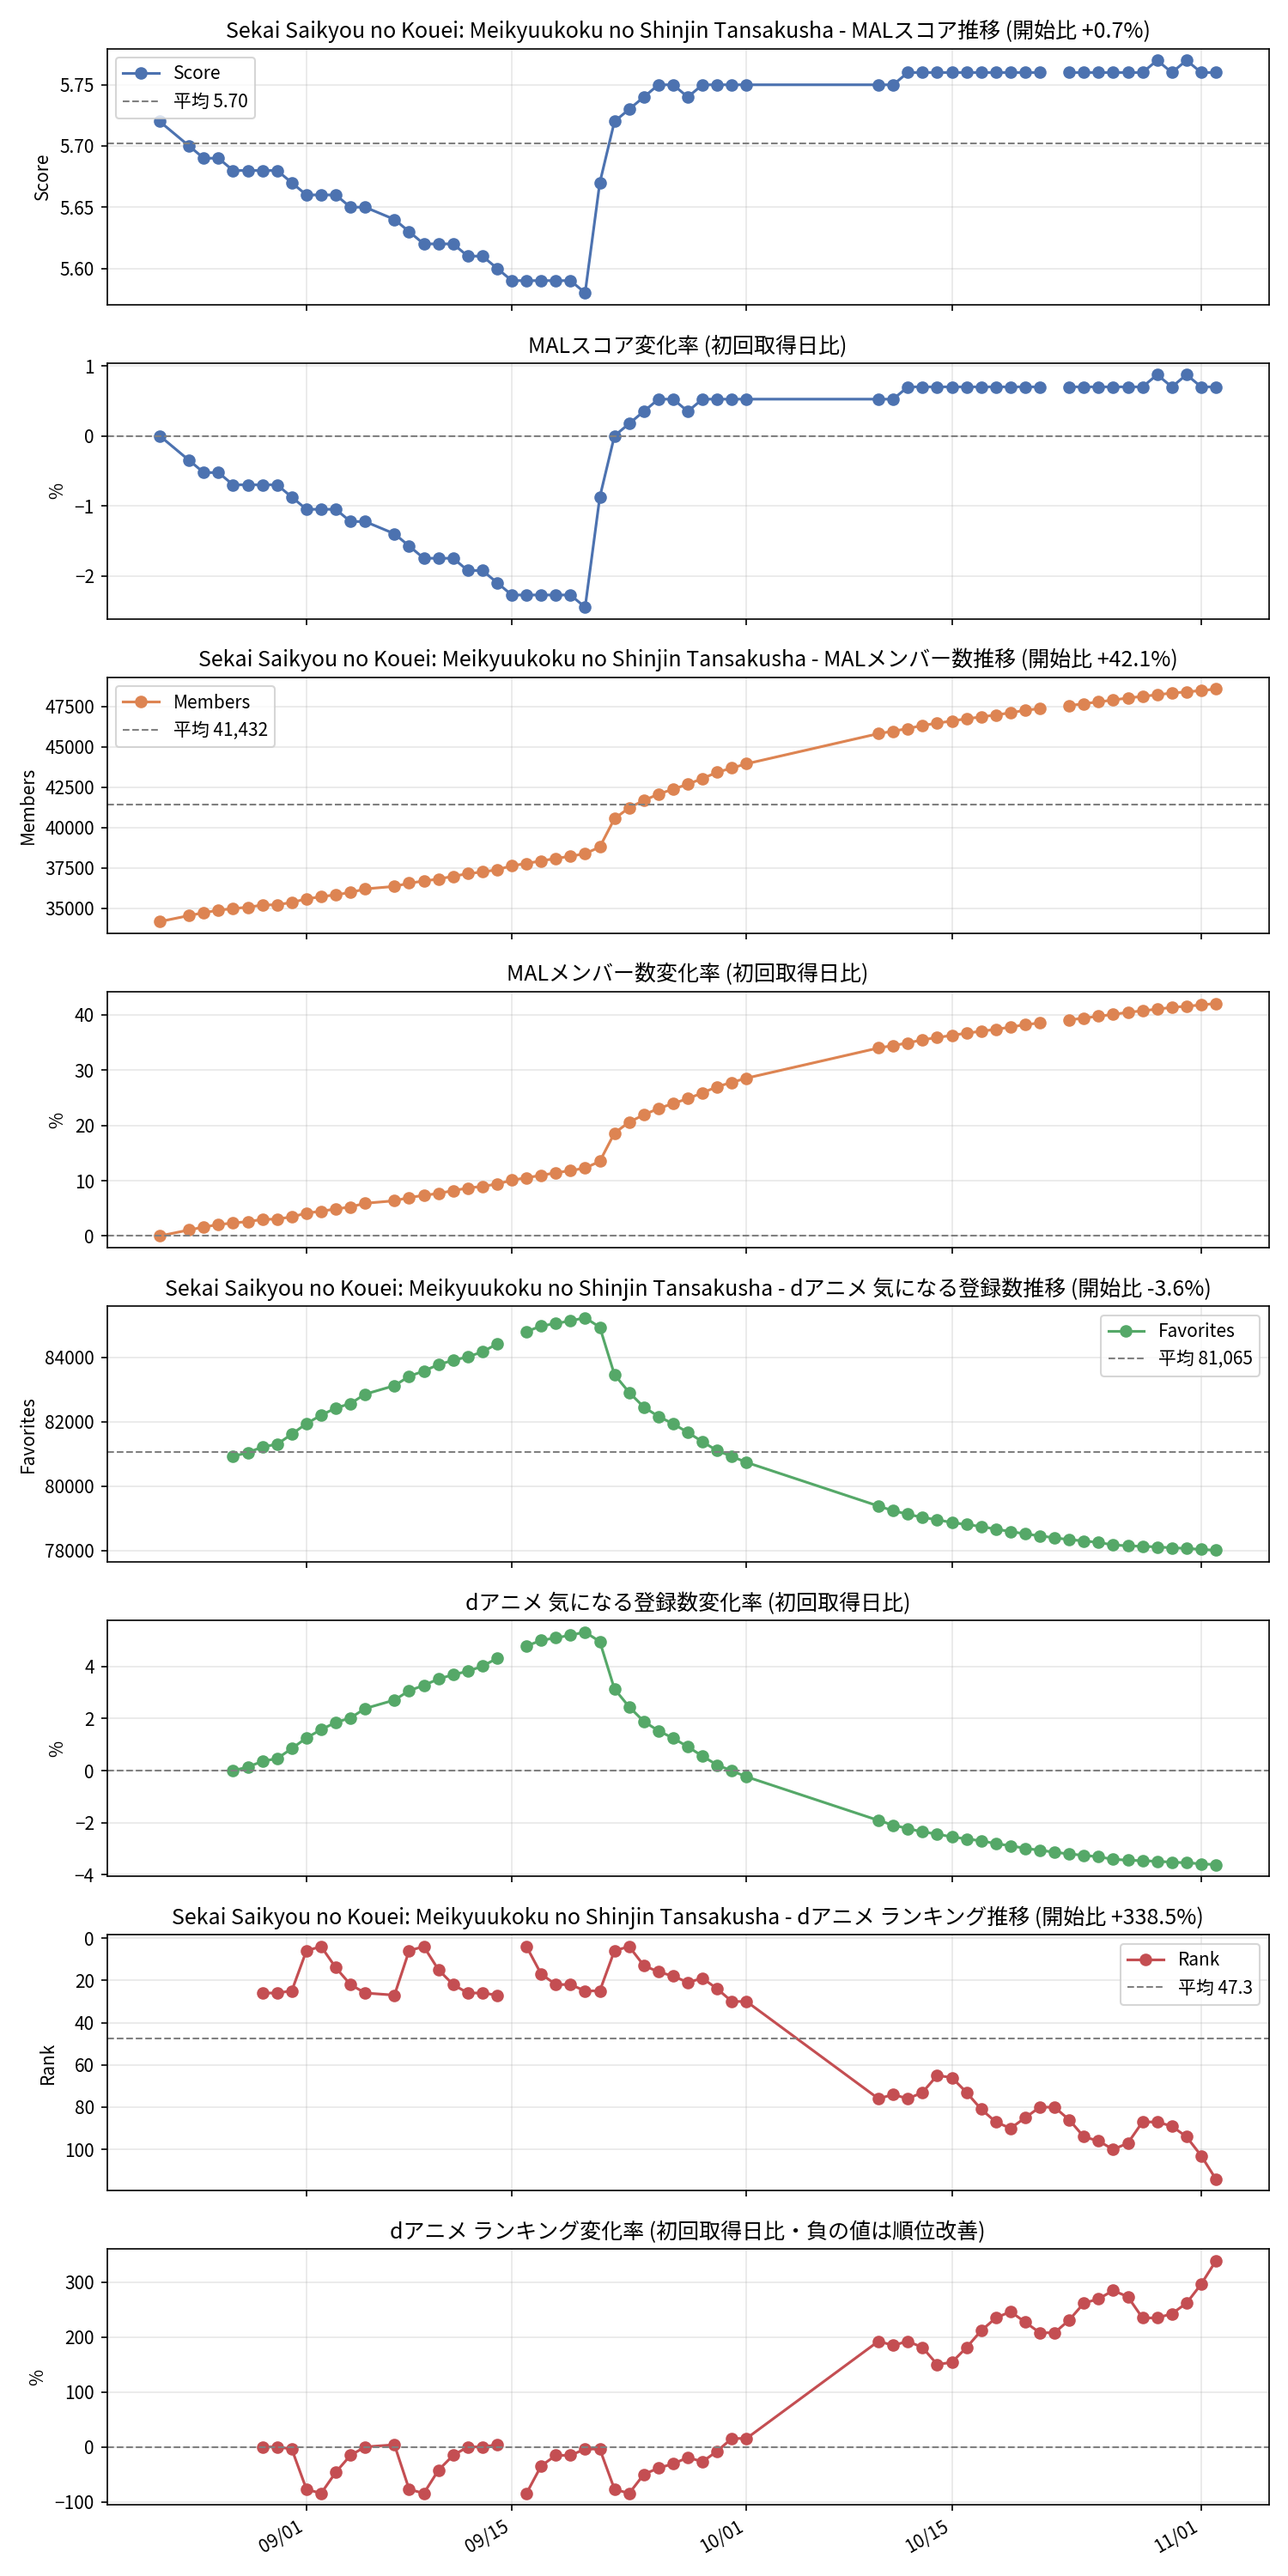 Sekai Saikyou no Kouei: Meikyuukoku no Shinjin Tansakusha - MALスコア推移 (開始比 +0.7%)
Score
平均 5.70
5.75
5.70
5.65
5.60
Score
MALスコア変化率 (初回取得日比)
1
0
−1
−2
%
Sekai Saikyou no Kouei: Meikyuukoku no Shinjin Tansakusha - MALメンバー数推移 (開始比 +42.1%)
Members
平均 41,432
47500
45000
42500
40000
37500
35000
Members
MALメンバー数変化率 (初回取得日比)
40
30
20
10
0
%
Sekai Saikyou no Kouei: Meikyuukoku no Shinjin Tansakusha - dアニメ 気になる登録数推移 (開始比 -3.6%)
Favorites
平均 81,065
84000
82000
80000
78000
Favorites
dアニメ 気になる登録数変化率 (初回取得日比)
4
2
0
−2
−4
%
Sekai Saikyou no Kouei: Meikyuukoku no Shinjin Tansakusha - dアニメ ランキング推移 (開始比 +338.5%)
Rank
平均 47.3
0
20
40
60
80
100
Rank
dアニメ ランキング変化率 (初回取得日比・負の値は順位改善)
300
200
100
0
−100
%
09/01
09/15
10/01
10/15
11/01